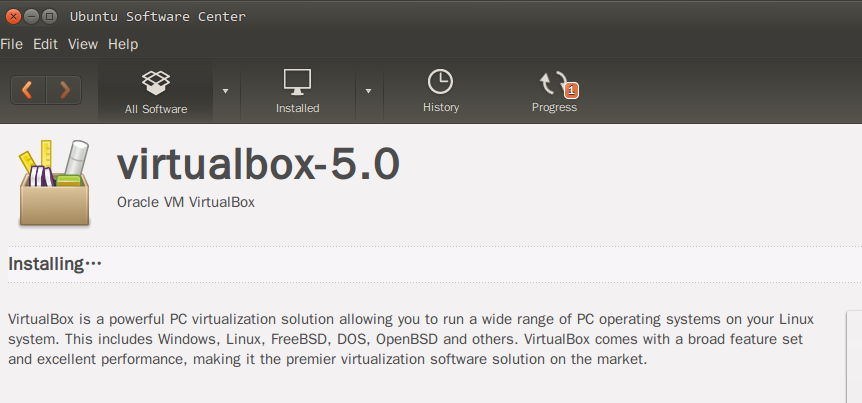 Ubuntu Software Center
File Edit View Help
All Software Installed History Progress 1
virtualbox-5.0
Oracle VM VirtualBox
Installing…
VirtualBox is a powerful PC virtualization solution allowing you to run a wide range of PC operating systems on your Linux
system. This includes Windows, Linux, FreeBSD, DOS, OpenBSD and others. VirtualBox comes with a broad feature set
and excellent performance, making it the premier virtualization software solution on the market.